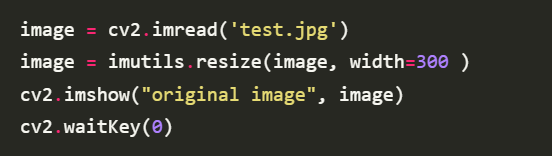 image = cv2.imread('test.jpg')
image = imutils.resize(image, width=300 )
cv2.imshow("original image", image)
cv2.waitKey(0)